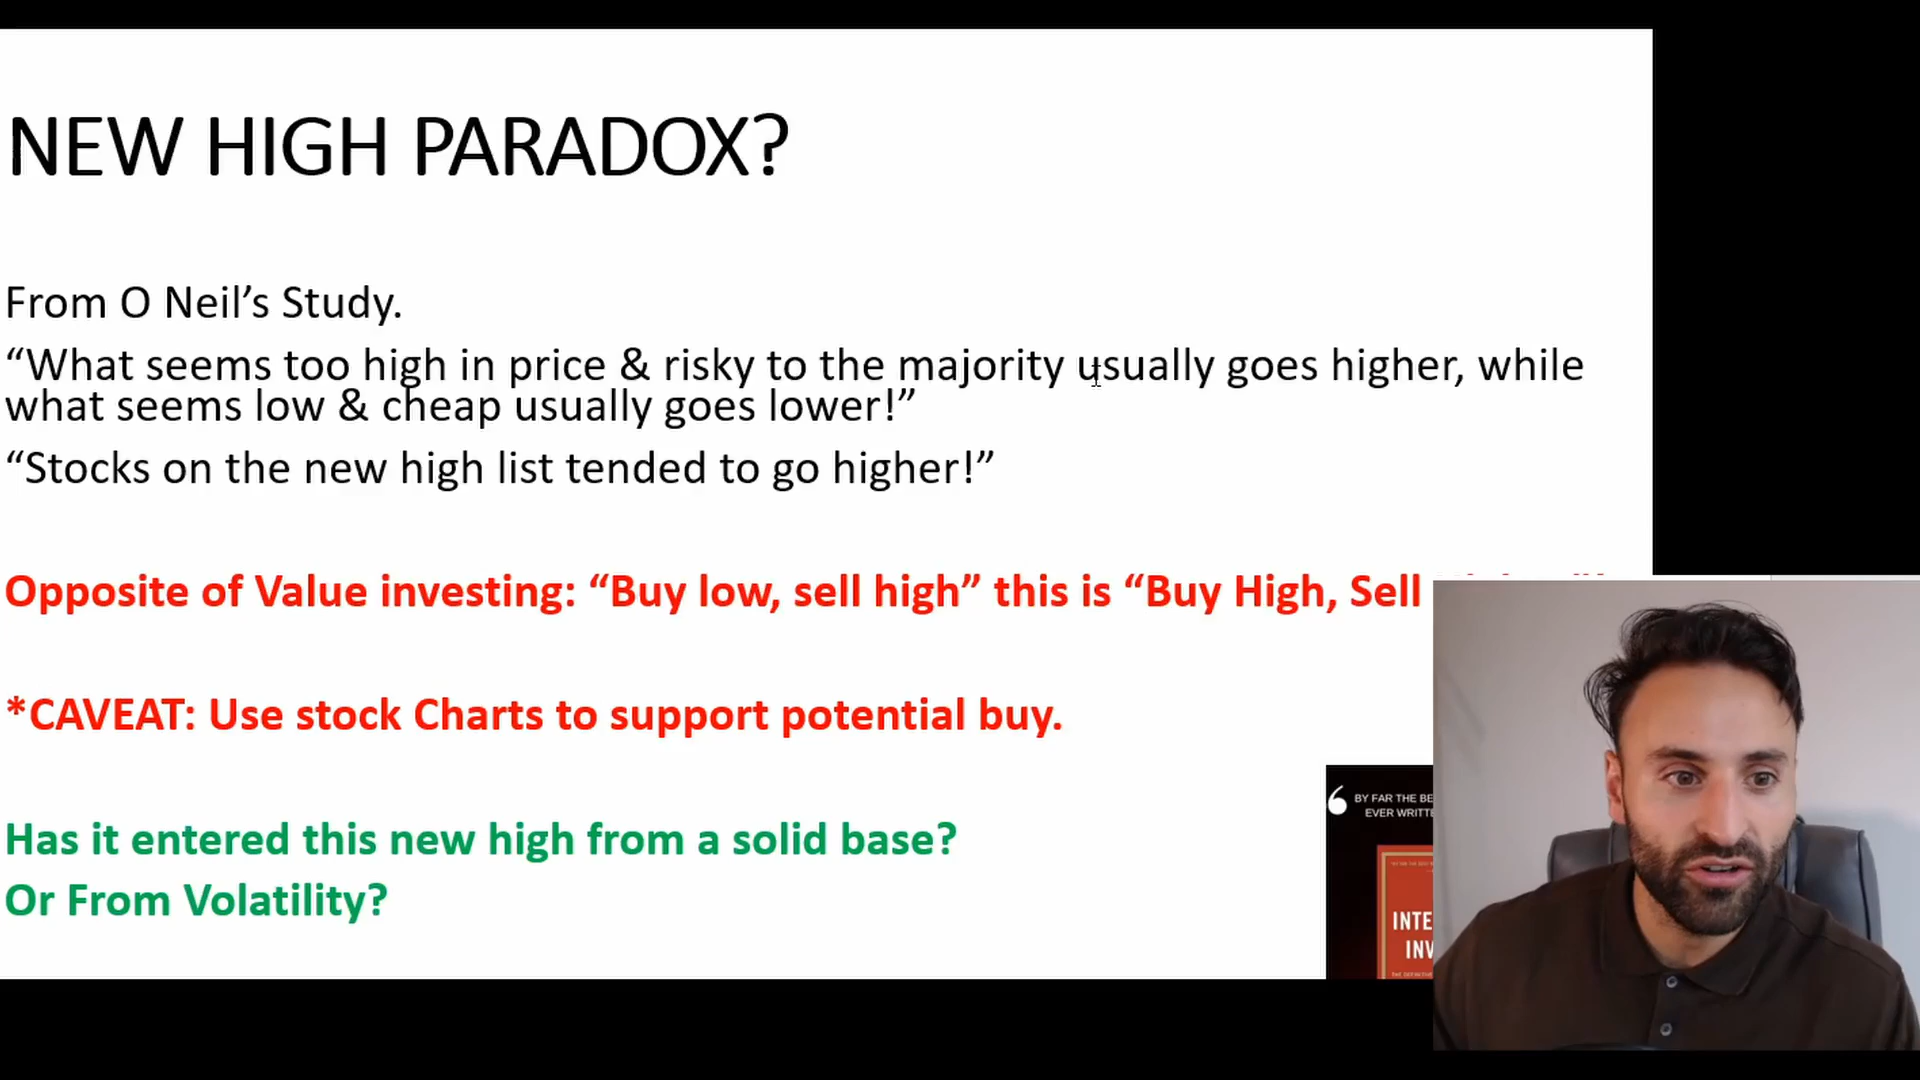 NEW HIGH PARADOX?
From O Neil’s Study.
“What seems too high in price & risky to the majority usually goes higher, while
what seems low & cheap usually goes lower!”
“Stocks on the new high list tended to go higher!”
Opposite of Value investing: “Buy low, sell high” this is “Buy High, Sell
*CAVEAT: Use stock Charts to support potential buy.
Has it entered this new high from a solid base?
Or From Volatility?
BY FAR THE BE
EVER WRITTE
INTE
INV